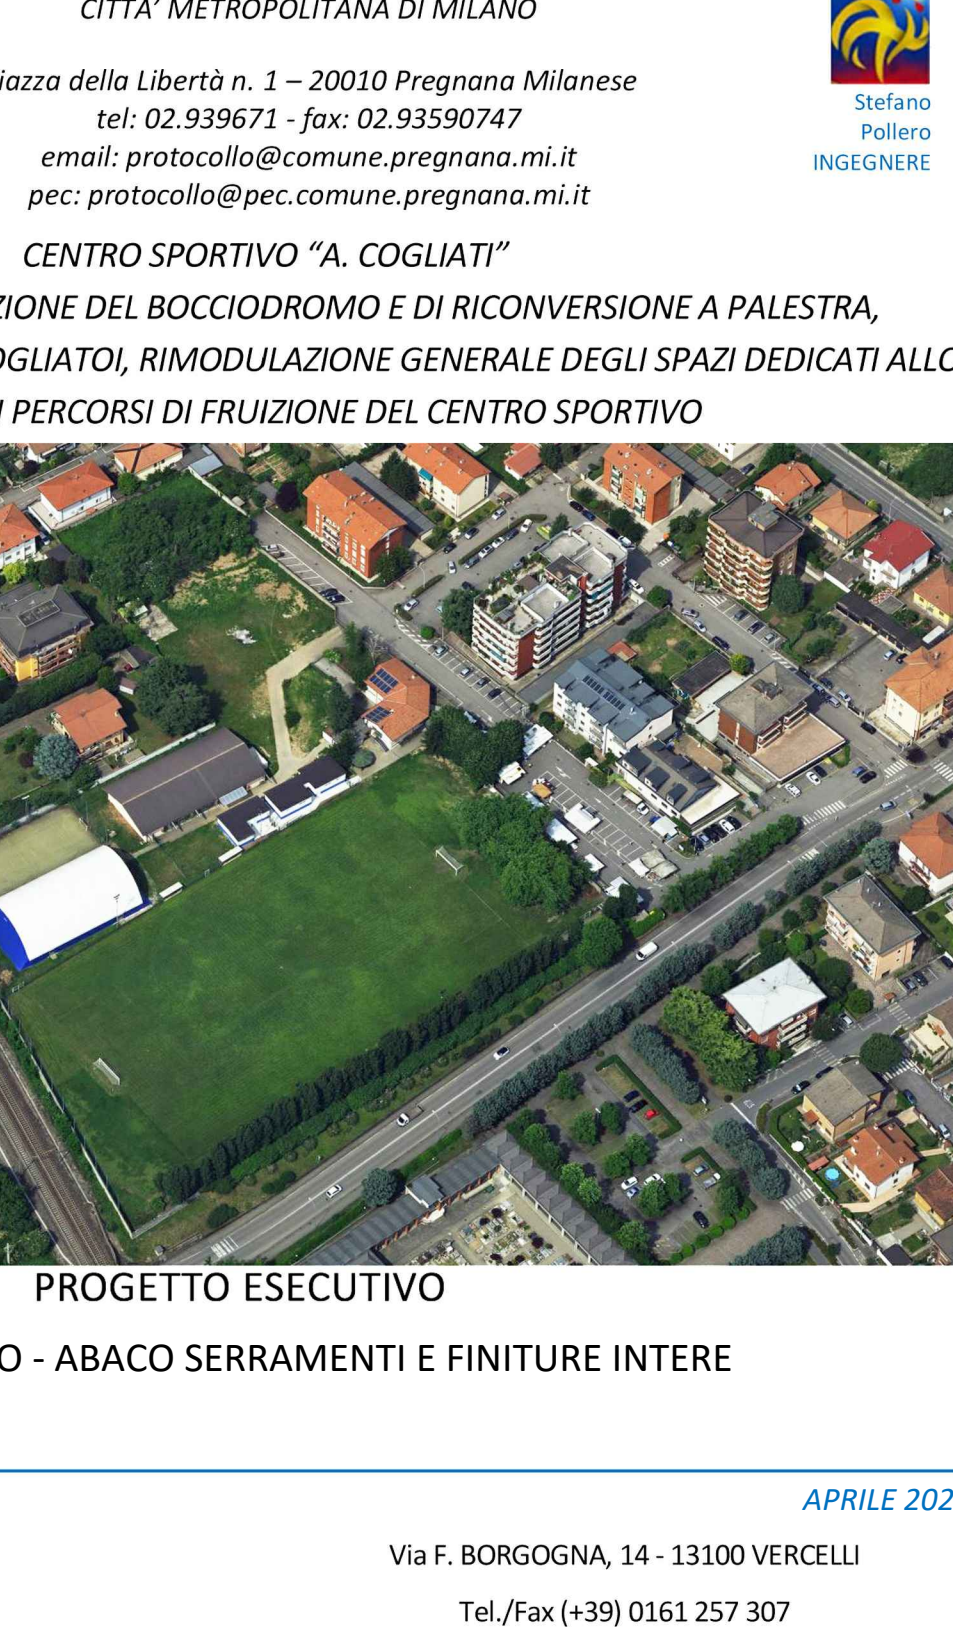 CITTA’ METROPOLITANA DI MILANO
iazza della Libertà n. 1 – 20010 Pregnana Milanese
tel: 02.939671 - fax: 02.93590747
email: protocollo@comune.pregnana.mi.it
pec: protocollo@pec.comune.pregnana.mi.it
Stefano
Pollero
INGEGNERE
CENTRO SPORTIVO “A. COGLIATI”
ZIONE DEL BOCCIODROMO E DI RICONVERSIONE A PALESTRA,
OGLIATOI, RIMODULAZIONE GENERALE DEGLI SPAZI DEDICATI ALLO
I PERCORSI DI FRUIZIONE DEL CENTRO SPORTIVO
PROGETTO ESECUTIVO
O - ABACO SERRAMENTI E FINITURE INTERE
APRILE 202
Via F. BORGOGNA, 14 - 13100 VERCELLI
Tel./Fax (+39) 0161 257 307